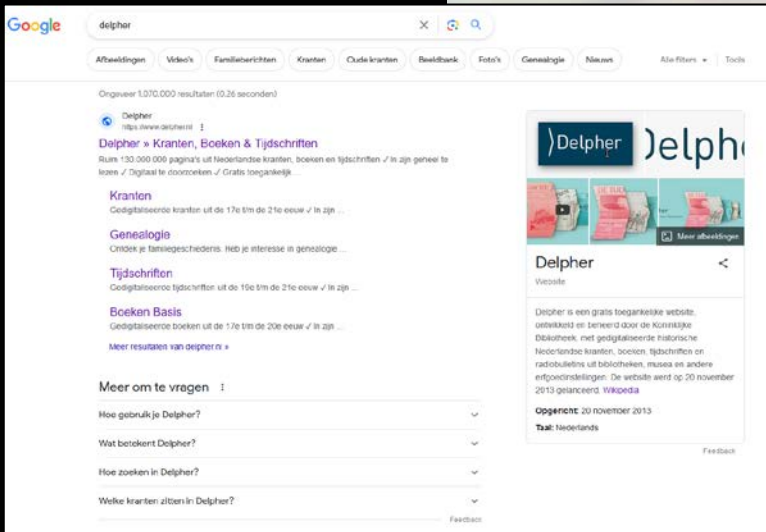 Google
delpher
Afbeeldingen Video's Familieberichten Kranten Oude kranten Beeldbank Foto's Genealogie Nieuws Alle filters Tools
Ongeveer 1.070.000 resultaten (0,26 seconden)
Delpher
https://www.delpher.nl
Delpher » Kranten, Boeken & Tijdschriften
Ruim 130.000.000 pagina's uit Nederlandse kranten, boeken en tijdschriften ✓ In zijn geheel te
lezen ✓ Digitaal te doorzoeken ✓ Gratis toegankelijk ...
Kranten
Gedigitaliseerde kranten uit de 17e t/m de 21e eeuw ✓ In zijn ...
Genealogie
Ontdek je familiegeschiedenis. Heb je interesse in genealogie ...
Tijdschriften
Gedigitaliseerde tijdschriften uit de 19e t/m de 21e eeuw ✓ In zijn ...
Boeken Basis
Gedigitaliseerde boeken uit de 17e t/m de 20e eeuw ✓ In zijn ...
Meer resultaten van delpher.nl »
Meer om te vragen
Hoe gebruik je Delpher?
Wat betekent Delpher?
Hoe zoeken in Delpher?
Welke kranten zitten in Delpher?
Feedback
Delpher
Delph
Meer afbeeldingen
Delpher
Website
Delpher is een gratis toegankelijke website,
ontwikkeld en beheerd door de Koninklijke
Bibliotheek, met gedigitaliseerde historische
Nederlandse kranten, boeken, tijdschriften en
radiobulletins uit bibliotheken, musea en andere
erfgoedinstellingen. De website werd op 20 november
2013 gelanceerd. Wikipedia
Opgericht: 20 november 2013
Taal: Nederlands
Feedback